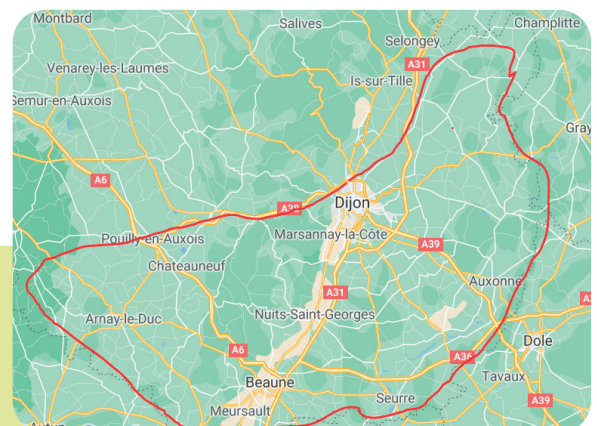 Montbard
Salives
Champlitte
Selongey
A31
Venarey-les-Laumes
Is-sur-Tille
Semur-en-Auxois
Gray
A6
Dijon
A38
Marsannay-la-Côte
Pouilly-en-Auxois
A39
Chateauneuf
Auxonne
A31
Nuits-Saint-Georges
Arnay-le-Duc
Dole
A6
A36
Beaune
Tavaux
Seurre
A39
Meursault